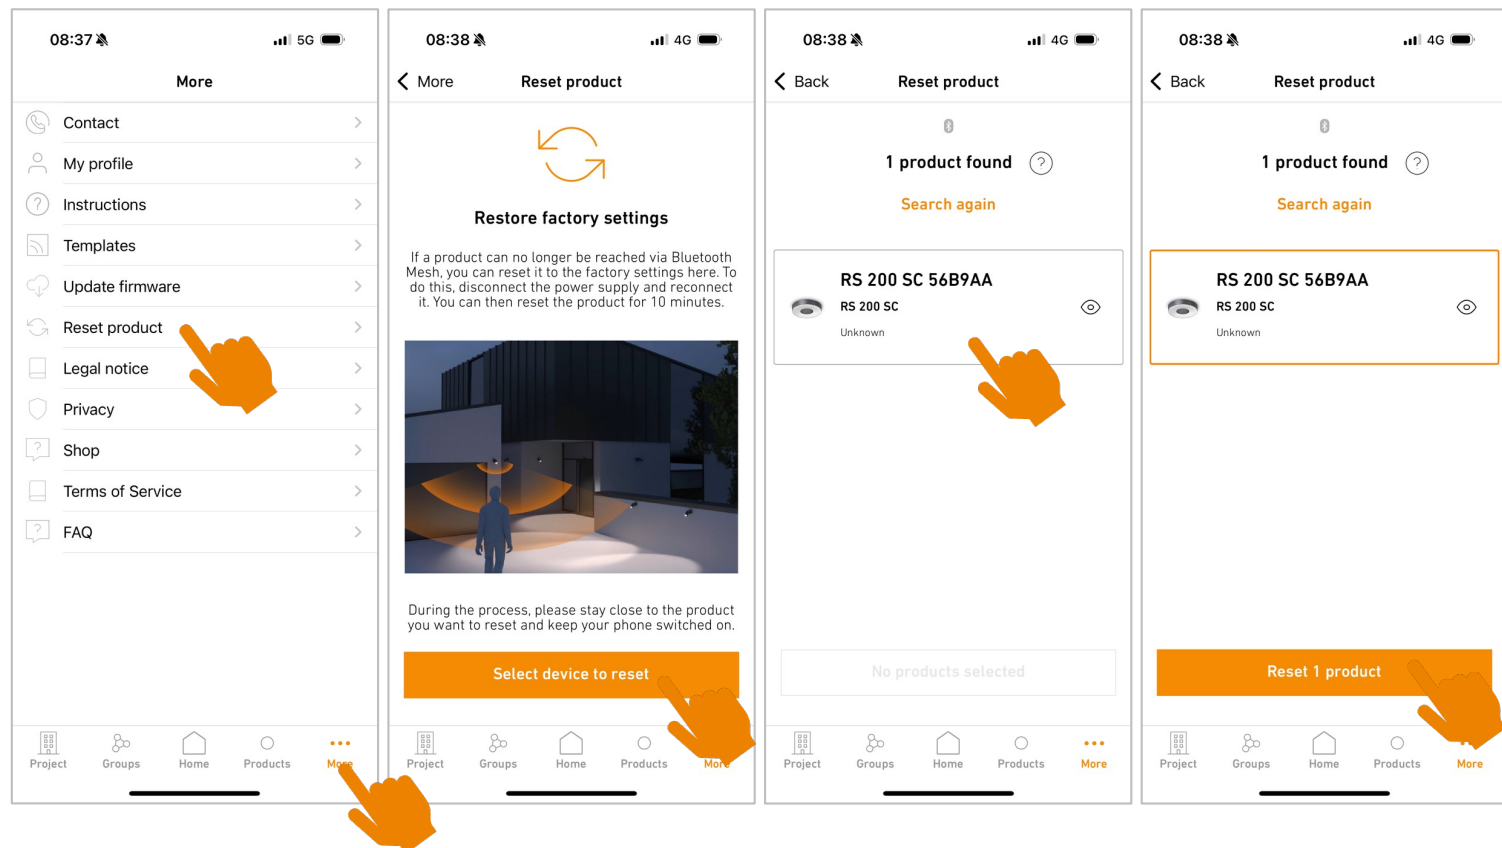 08:37
5G
More
Contact
My profile
Instructions
Templates
Update firmware
Reset product
Legal notice
Privacy
Shop
Terms of Service
FAQ
Project
Groups
Home
Products
More
08:38
4G
More
Reset product
Restore factory settings
If a product can no longer be reached via Bluetooth
Mesh, you can reset it to the factory settings here. To
do this, disconnect the power supply and reconnect
it. You can then reset the product for 10 minutes.
During the process, please stay close to the product
you want to reset and keep your phone switched on.
Select device to reset
Project
Groups
Home
Products
More
08:38
4G
Back
Reset product
1 product found
?
Search again
RS 200 SC 56B9AA
RS 200 SC
Unknown
No products selected
Project
Groups
Home
Products
More
08:38
4G
Back
Reset product
1 product found
?
Search again
RS 200 SC 56B9AA
RS 200 SC
Unknown
Reset 1 product
Project
Groups
Home
Products
More